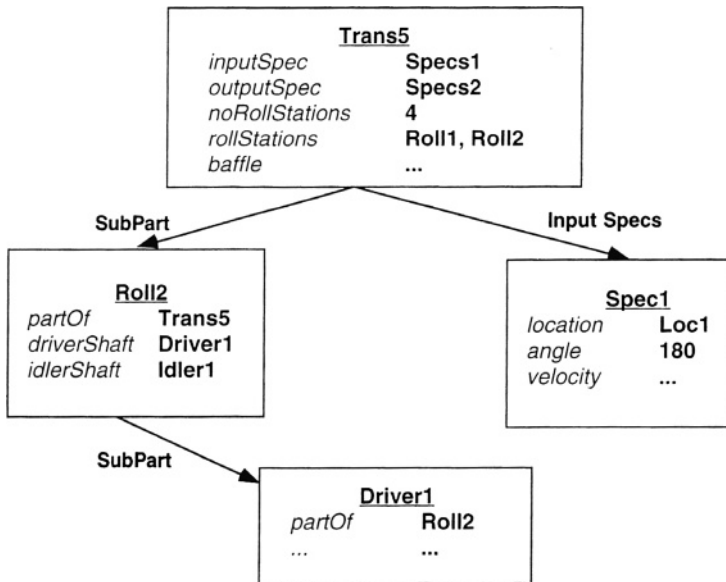 Trans5
inputSpec Specs1
outputSpec Specs2
noRollStations 4
rollStations Roll1, Roll2
baffle ...
SubPart
Input Specs
Roll2
partOf Trans5
driverShaft Driver1
idlerShaft Idler1
Spec1
location Loc1
angle 180
velocity ...
SubPart
Driver1
partOf Roll2
... ...